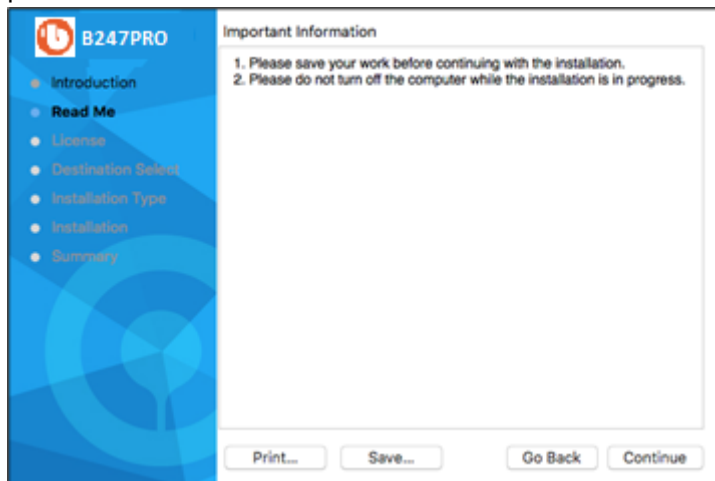 B247PRO
Important Information
Introduction
Read Me
License
Destination Select
Installation Type
Installation
Summary
1. Please save your work before continuing with the installation.
2. Please do not turn off the computer while the installation is in progress.
Print...
Save...
Go Back
Continue